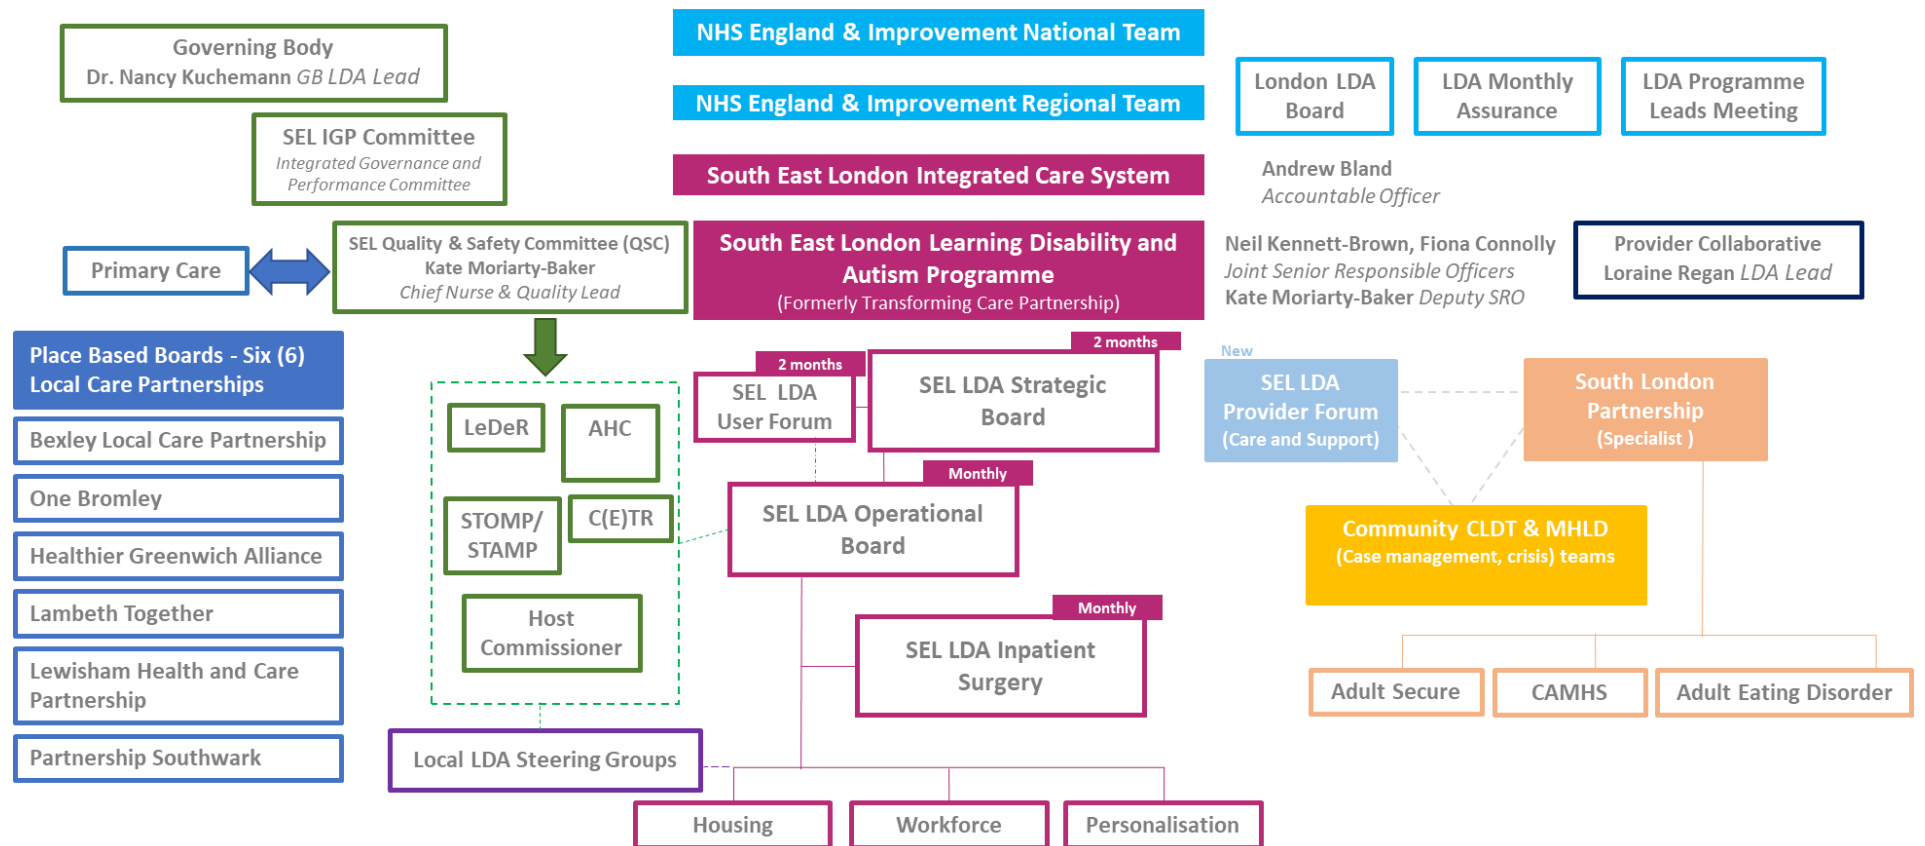 Governing Body
Dr. Nancy Kuchemann GB LDA Lead
SEL IGP Committee
Integrated Governance and
Performance Committee
NHS England & Improvement National Team
NHS England & Improvement Regional Team
London LDA
Board
LDA Monthly
Assurance
LDA Programme
Leads Meeting
South East London Integrated Care System
Andrew Bland
Accountable Officer
Primary Care
SEL Quality & Safety Committee (QSC)
Kate Moriarty-Baker
Chief Nurse & Quality Lead
South East London Learning Disability and
Autism Programme
(Formerly Transforming Care Partnership)
Neil Kennett-Brown, Fiona Connolly
Joint Senior Responsible Officers
Kate Moriarty-Baker Deputy SRO
Provider Collaborative
Loraine Regan LDA Lead
Place Based Boards - Six (6)
Local Care Partnerships
Bexley Local Care Partnership
One Bromley
Healthier Greenwich Alliance
Lambeth Together
Lewisham Health and Care
Partnership
Partnership Southwark
LeDeR
AHC
STOMP/
STAMP
C(E)TR
Host
Commissioner
Local LDA Steering Groups
2 months
SEL LDA
User Forum
2 months
SEL LDA Strategic
Board
Monthly
SEL LDA Operational
Board
Monthly
SEL LDA Inpatient
Surgery
Housing
Workforce
Personalisation
New
SEL LDA
Provider Forum
(Care and Support)
South London
Partnership
(Specialist )
Community CLDT & MHLD
(Case management, crisis) teams
Adult Secure
CAMHS
Adult Eating Disorder